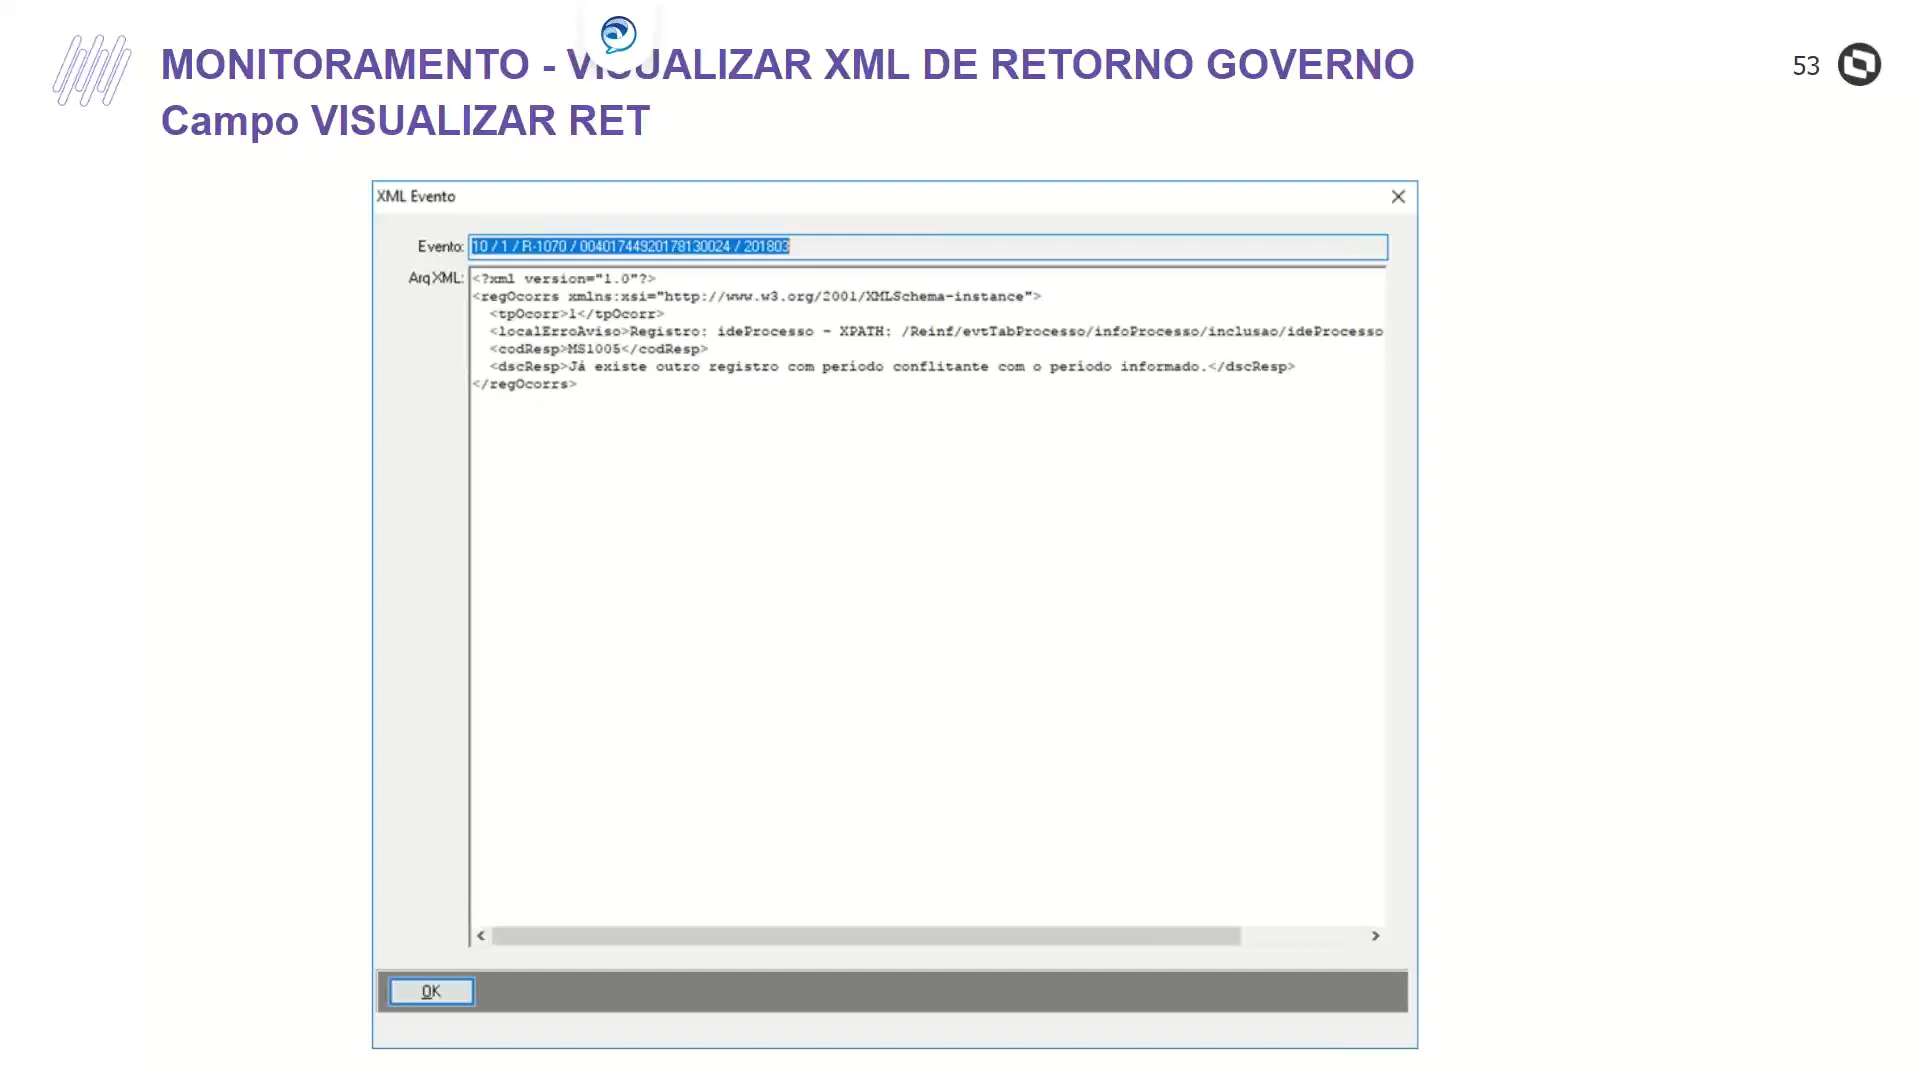 MONITORAMENTO - VISUALIZAR XML DE RETORNO GOVERNO
53
Campo VISUALIZAR RET
XML Evento
Evento: 10 / 1 / R-1070 / 00401744920178130024 / 201803
Arq XML: <?xml version="1.0"?>
<regOcorrs xmlns:xsi="http://www.w3.org/2001/XMLSchema-instance">
<tpOcorr>1</tpOcorr>
<localErroAviso>Registro: ideProcesso - XPATH: /Reinf/evtTabProcesso/infoProcesso/inclusao/ideProcesso
<codResp>MS1005</codResp>
<dscResp>Já existe outro registro com período conflitante com o período informado.</dscResp>
</regOcorrs>
OK